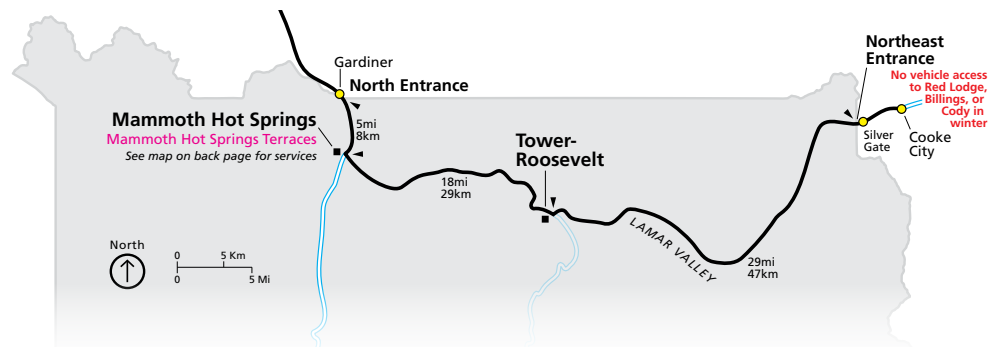 Gardiner
North Entrance
Mammoth Hot Springs
Mammoth Hot Springs Terraces
See map on back page for services
5mi
8km
18mi
29km
Tower-
Roosevelt
LAMAR VALLEY
29mi
47km
Northeast
Entrance
No vehicle access
to Red Lodge,
Billings, or
Cody in
winter
Silver
Gate
Cooke
City
North
0 5 Km
0 5 Mi